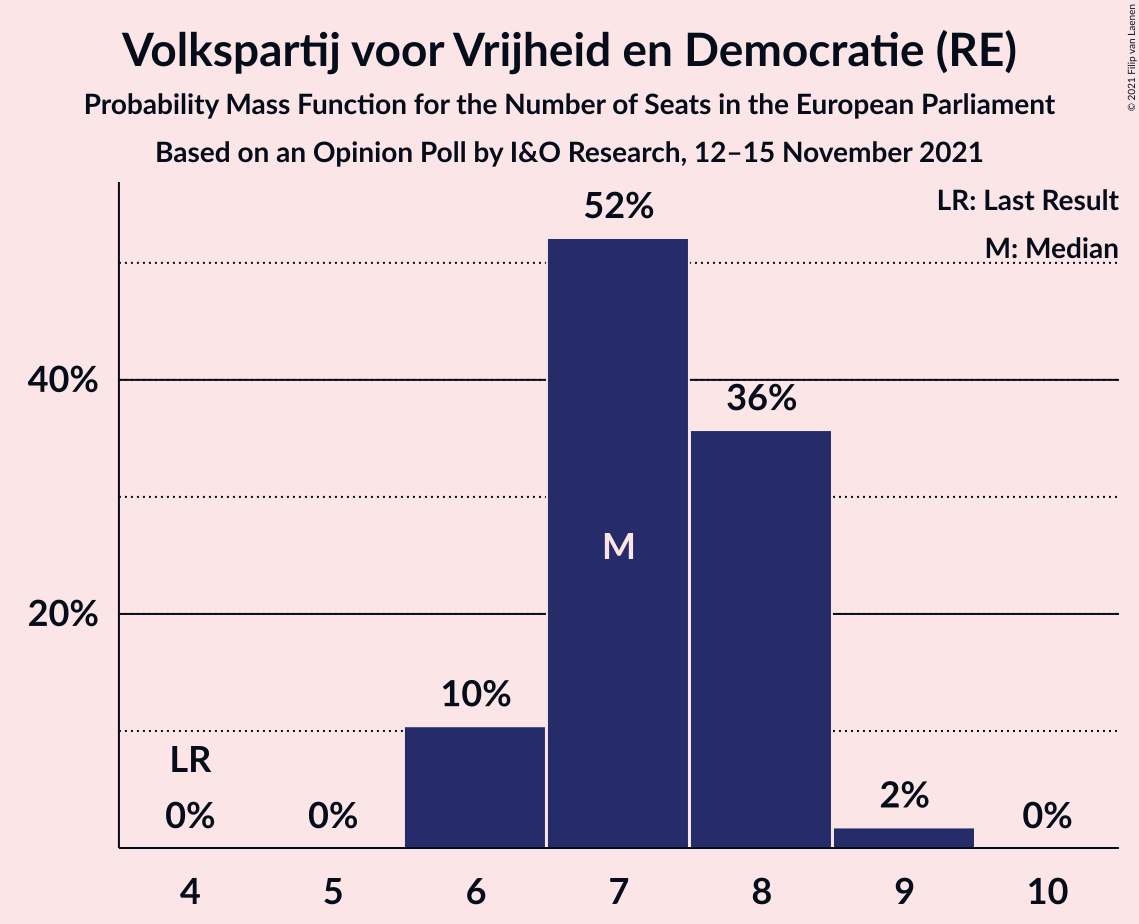 Volkspartij voor Vrijheid en Democratie (RE)
Probability Mass Function for the Number of Seats in the European Parliament
Based on an Opinion Poll by I&O Research, 12–15 November 2021
© 2021 Filip van Laenen
LR: Last Result
M: Median
52%
40%
36%
M
20%
10%
LR
0%
0%
2%
0%
4
5
6
7
8
9
10